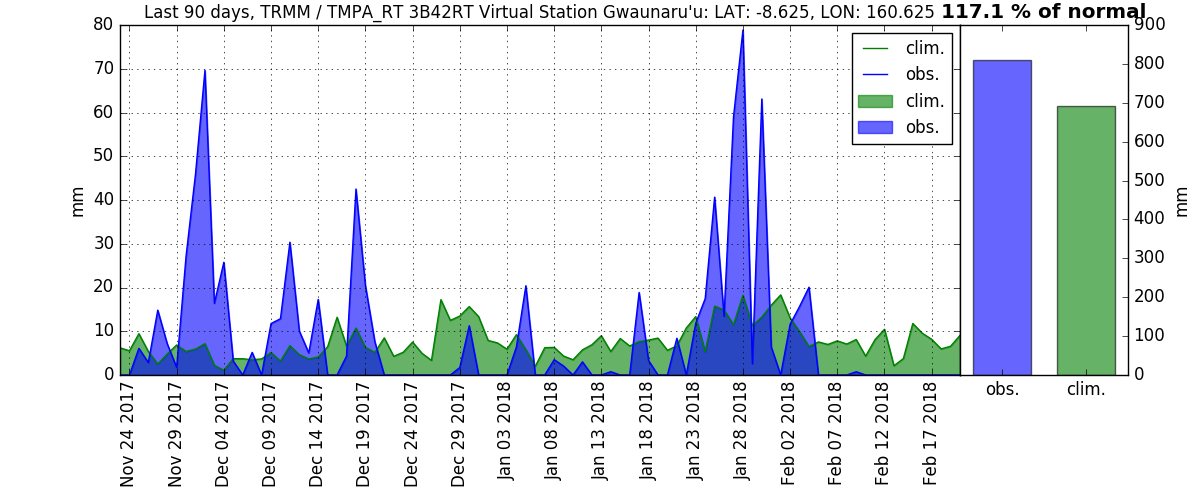 Last 90 days, TRMM / TMPA_RT 3B42RT Virtual Station Gwaunaru'u: LAT: -8.625, LON: 160.625 117.1 % of normal
80
70
60
50
40
30
20
10
0
mm
clim.
obs.
clim.
obs.
Nov 24 2017
Nov 29 2017
Dec 04 2017
Dec 09 2017
Dec 14 2017
Dec 19 2017
Dec 24 2017
Dec 29 2017
Jan 03 2018
Jan 08 2018
Jan 13 2018
Jan 18 2018
Jan 23 2018
Jan 28 2018
Feb 02 2018
Feb 07 2018
Feb 12 2018
Feb 17 2018
900
800
700
600
500
400
300
200
100
0
mm
obs.
clim.